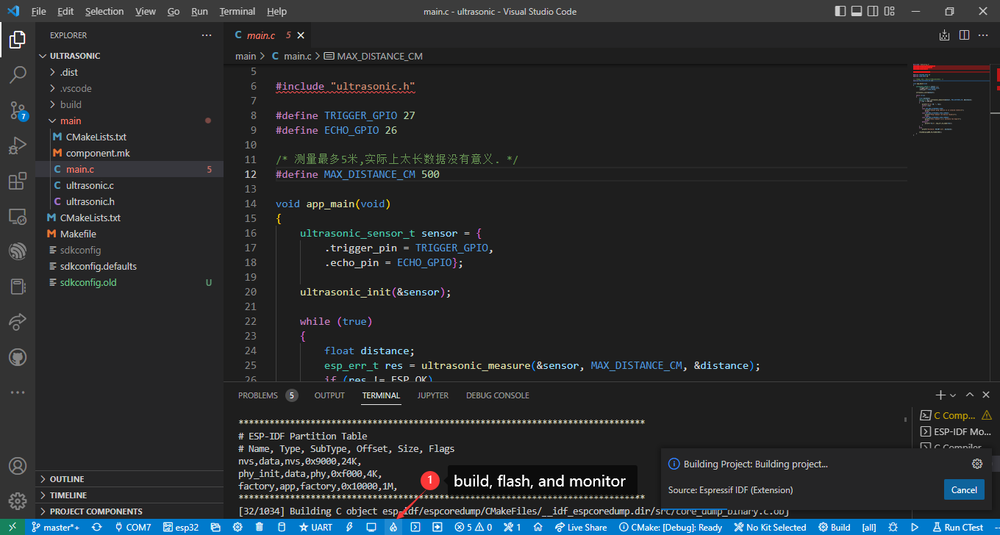 File Edit Selection View Go Run Terminal Help
main.c - ultrasonic - Visual Studio Code
EXPLORER
ULTRASONIC
.dist
.vscode
build
main
CMakeLists.txt
component.mk
main.c 5
ultrasonic.c
ultrasonic.h
CMakeLists.txt
Makefile
sdkconfig
sdkconfig.defaults
sdkconfig.old U
OUTLINE
TIMELINE
PROJECT COMPONENTS
7
C main.c 5
main > C main.c > MAX_DISTANCE_CM
5
6 #include "ultrasonic.h"
7
8 #define TRIGGER_GPIO 27
9 #define ECHO_GPIO 26
10
11 /* 测量最多5米,实际上太长数据没有意义. */
12 #define MAX_DISTANCE_CM 500
13
14 void app_main(void)
15 {
16 ultrasonic_sensor_t sensor = {
17 .trigger_pin = TRIGGER_GPIO,
18 .echo_pin = ECHO_GPIO};
19
20 ultrasonic_init(&sensor);
21
22 while (true)
23 {
24 float distance;
25 esp_err_t res = ultrasonic_measure(&sensor, MAX_DISTANCE_CM, &distance);
26 if (res != ESP_OK)
PROBLEMS 5 OUTPUT TERMINAL JUPYTER DEBUG CONSOLE
*******************************************************************************
# ESP-IDF Partition Table
# Name, Type, SubType, Offset, Size, Flags
nvs,data,nvs,0x9000,24K,
phy_init,data,phy,0xf000,4K,
factory,app,factory,0x10000,1M,
*******************************************************************************
[32/1034] Building C object esp-idf/espcoredump/CMakeFiles/__idf_espcoredump.dir/src/core_dump_binary.c.obj
C Comp...
ESP-IDF Mo...
C Compiler
1 build, flash, and monitor
Building Project: Building project...
Source: Espressif IDF (Extension)
Cancel
master*+ COM7 esp32 UART 5 0 1 Live Share CMake: [Debug]: Ready No Kit Selected Build [all] Run CTest